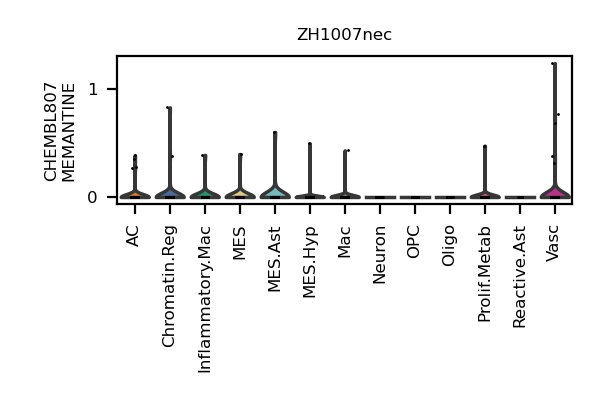 ZH1007nec
CHEMBL807
MEMANTINE
1
0
AC
Chromatin.Reg
Inflammatory.Mac
MES
MES.Ast
MES.Hyp
Mac
Neuron
OPC
Oligo
Prolif.Metab
Reactive.Ast
Vasc